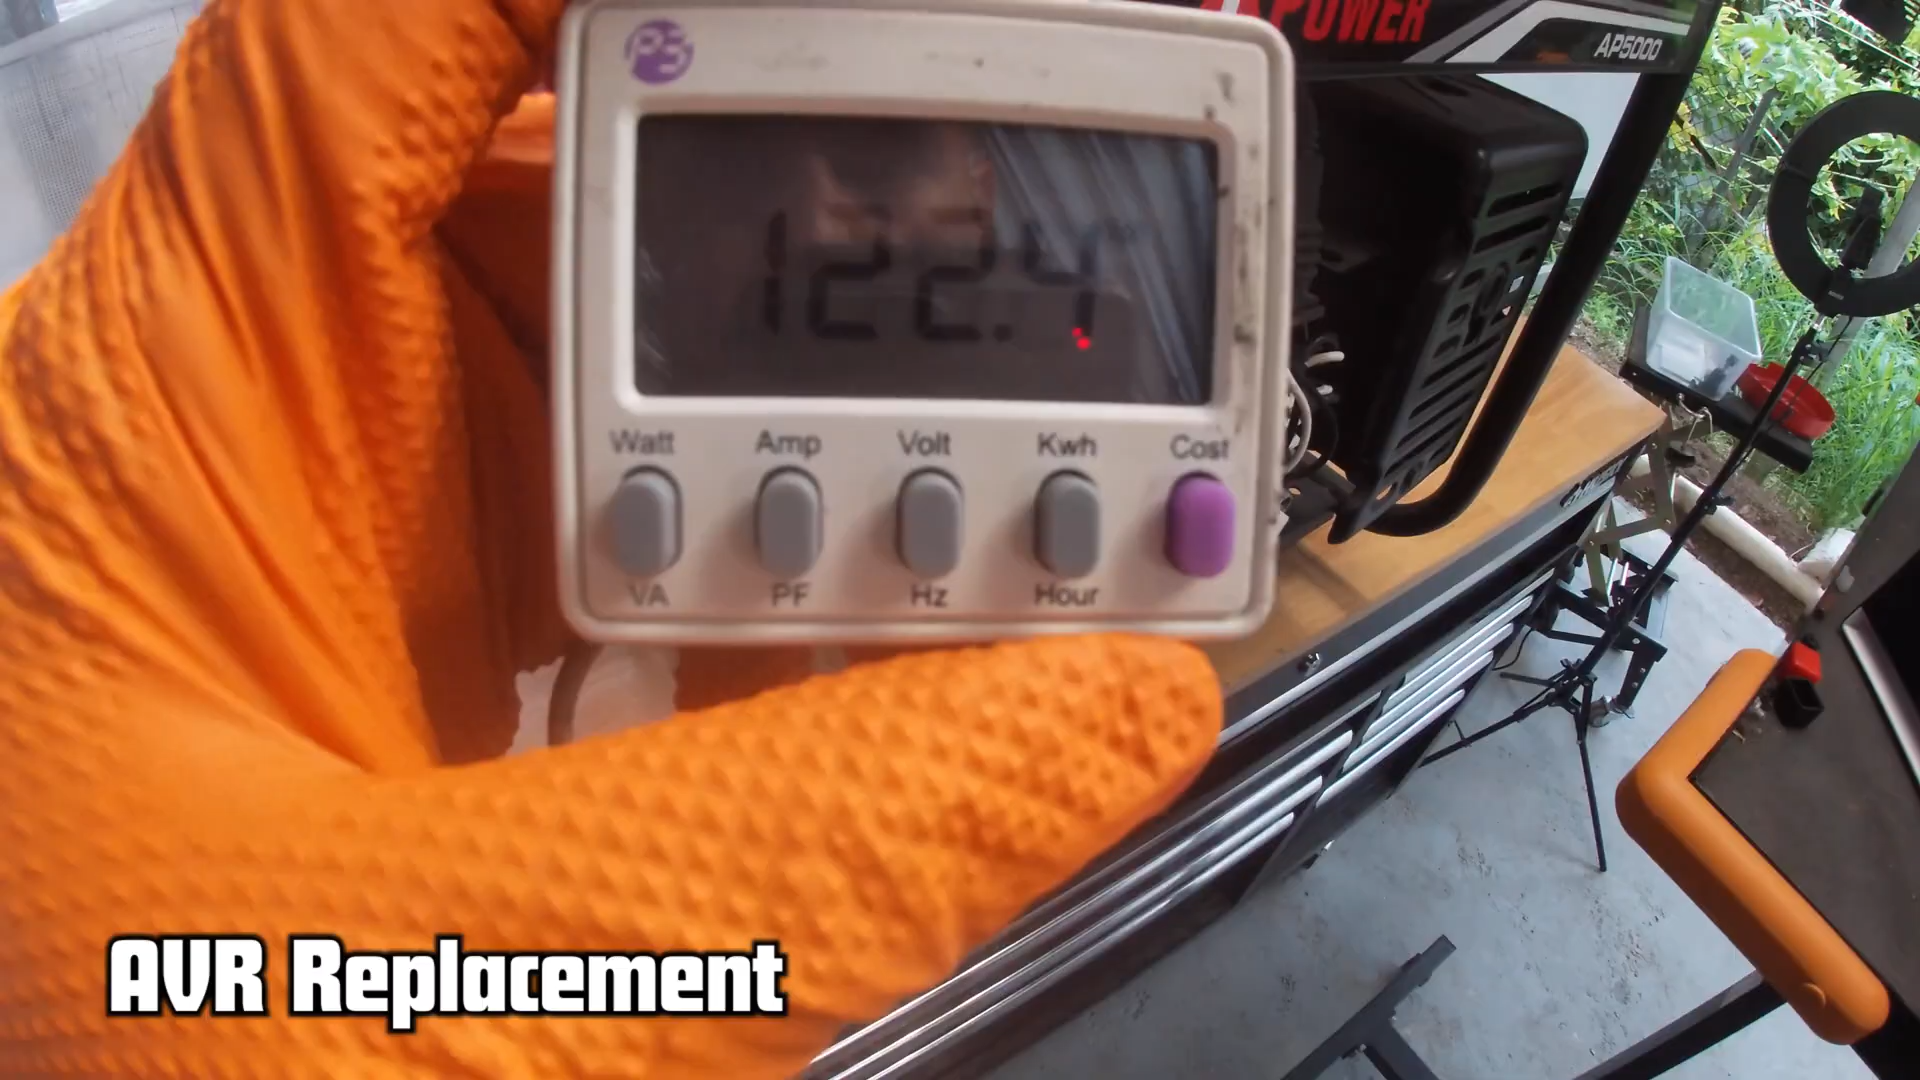 P3
POWER
AP5000
122.4
Watt Amp Volt Kwh Cost
VA PF Hz Hour
AVR Replacement